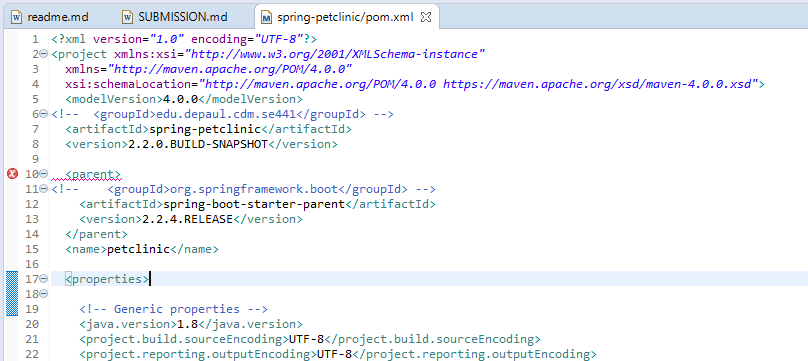 readme.md SUBMISSION.md spring-petclinic/pom.xml
1 <?xml version="1.0" encoding="UTF-8"?>
2 <project xmlns:xsi="http://www.w3.org/2001/XMLSchema-instance"
3 xmlns="http://maven.apache.org/POM/4.0.0"
4 xsi:schemaLocation="http://maven.apache.org/POM/4.0.0 https://maven.apache.org/xsd/maven-4.0.0.xsd">
5 <modelVersion>4.0.0</modelVersion>
6 <!-- <groupId>edu.depaul.cdm.se441</groupId> -->
7 <artifactId>spring-petclinic</artifactId>
8 <version>2.2.0.BUILD-SNAPSHOT</version>
9
10 <parent>
11 <!-- <groupId>org.springframework.boot</groupId> -->
12 <artifactId>spring-boot-starter-parent</artifactId>
13 <version>2.2.4.RELEASE</version>
14 </parent>
15 <name>petclinic</name>
16
17 <properties>
18
19 <!-- Generic properties -->
20 <java.version>1.8</java.version>
21 <project.build.sourceEncoding>UTF-8</project.build.sourceEncoding>
22 <project.reporting.outputEncoding>UTF-8</project.reporting.outputEncoding>